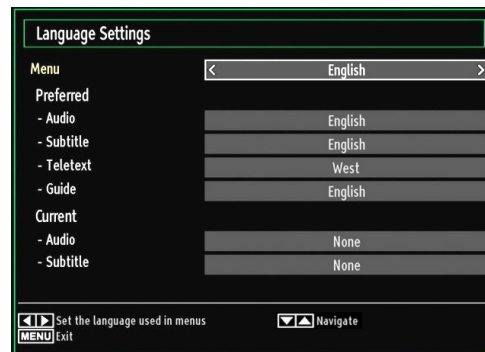 Language Settings
Menu < English >
Preferred
- Audio English
- Subtitle English
- Teletext West
- Guide English
Current
- Audio None
- Subtitle None
Set the language used in menus Navigate
MENU Exit